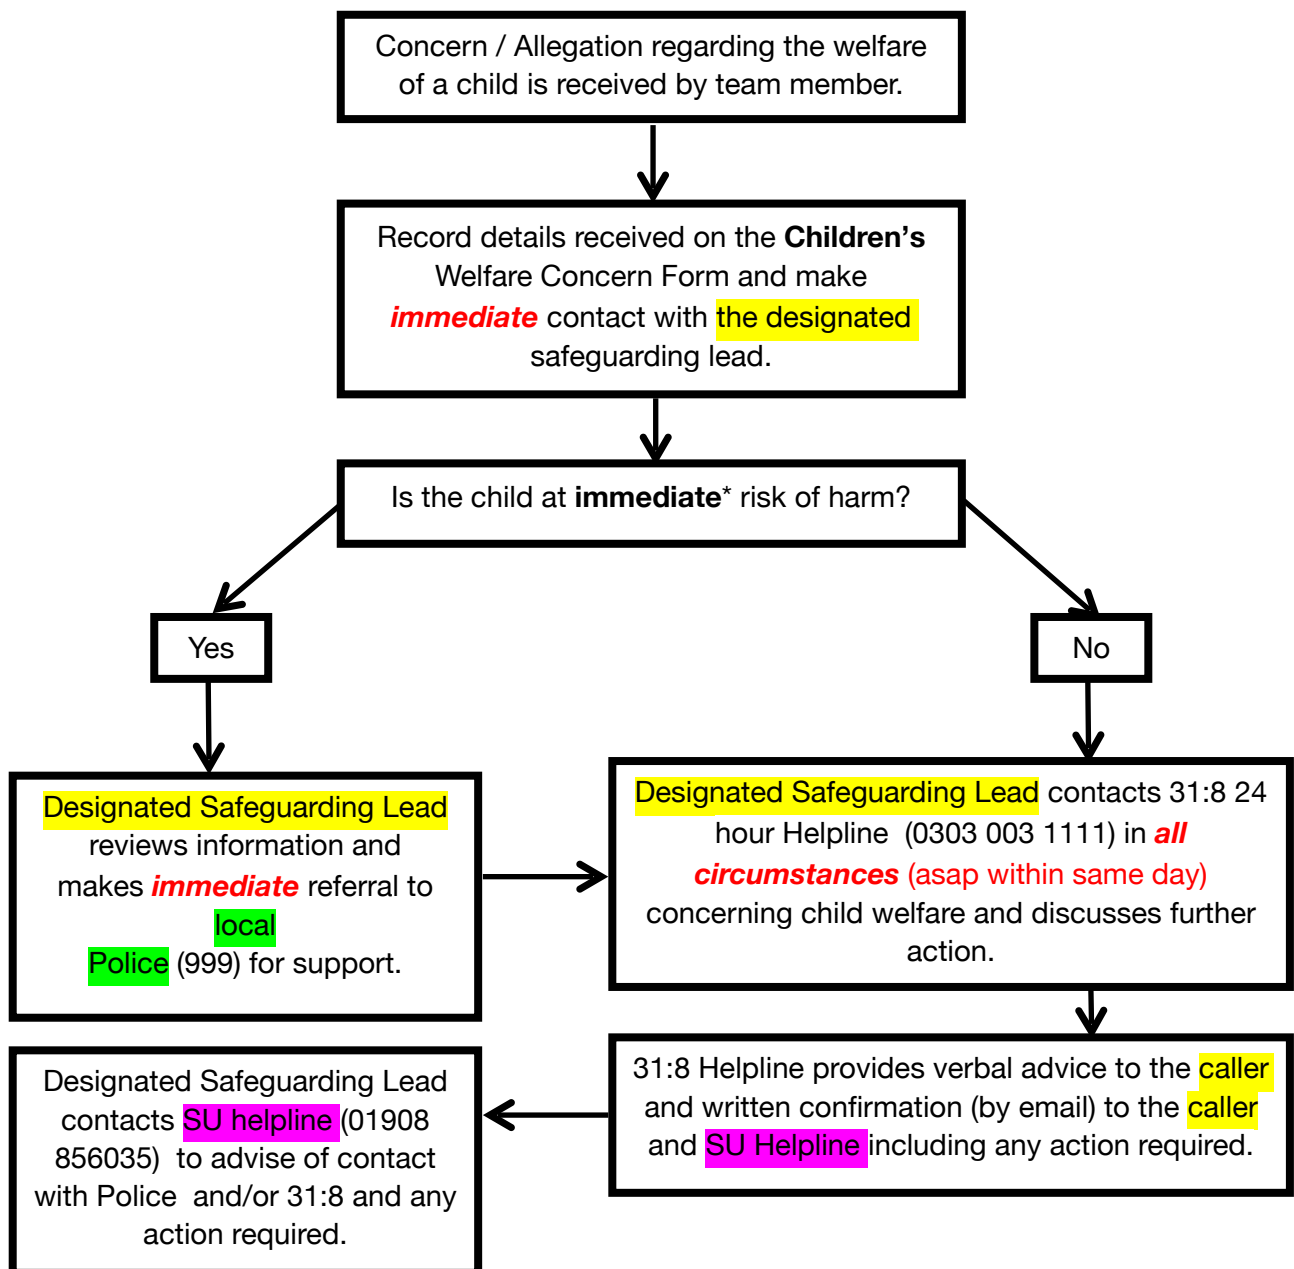 Concern / Allegation regarding the welfare
of a child is received by team member.
Record details received on the Children’s
Welfare Concern Form and make
immediate contact with the designated
safeguarding lead.
Is the child at immediate* risk of harm?
Yes
No
Designated Safeguarding Lead
reviews information and
makes immediate referral to
local
Police (999) for support.
Designated Safeguarding Lead contacts 31:8 24
hour Helpline (0303 003 1111) in all
circumstances (asap within same day)
concerning child welfare and discusses further
action.
31:8 Helpline provides verbal advice to the caller
and written confirmation (by email) to the caller
and SU Helpline including any action required.
Designated Safeguarding Lead
contacts SU helpline (01908
856035) to advise of contact
with Police and/or 31:8 and any
action required.